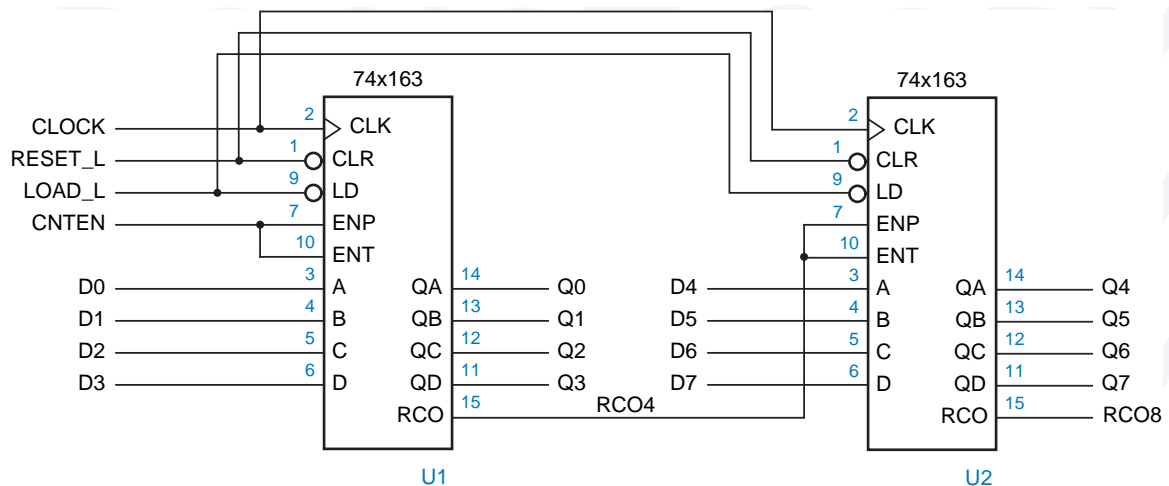 74x163 74x163
2 2
CLOCK CLK CLK
1 1
RESET_L CLR CLR
9 9
LOAD_L LD LD
7 7
CNTEN ENP ENP
10 10
ENT ENT
3 14 3 14
D0 A QA Q0 D4 A QA Q4
4 13 4 13
D1 B QB Q1 D5 B QB Q5
5 12 5 12
D2 C QC Q2 D6 C QC Q6
6 11 6 11
D3 D QD Q3 D7 D QD Q7
15 RCO4 15
RCO RCO RCO8
U1 U2